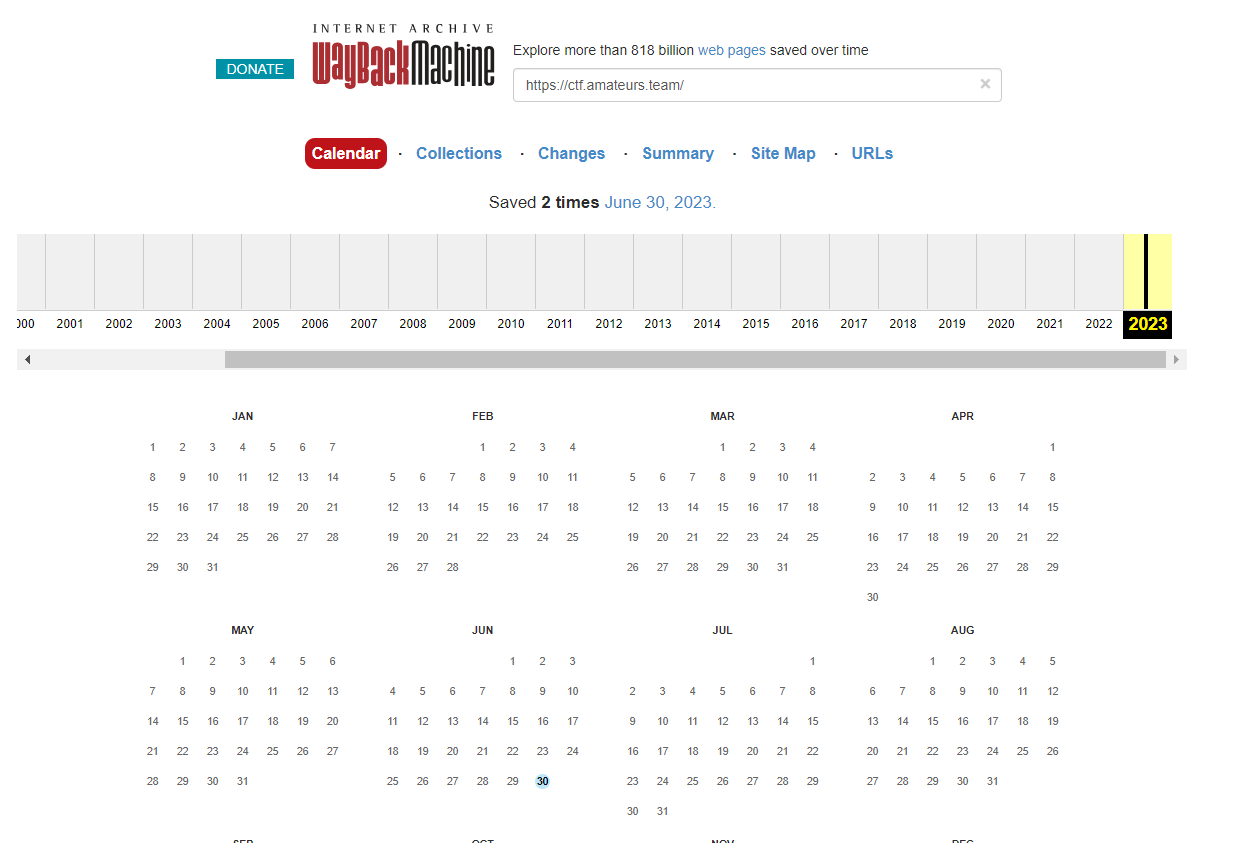 INTERNET ARCHIVE
WayBackMachine
DONATE
Explore more than 818 billion web pages saved over time
https://ctf.amateurs.team/ ×
Calendar · Collections · Changes · Summary · Site Map · URLs
Saved 2 times June 30, 2023.
2001 2002 2003 2004 2005 2006 2007 2008 2009 2010 2011 2012 2013 2014 2015 2016 2017 2018 2019 2020 2021 2022 2023
JAN
1 2 3 4 5 6 7
8 9 10 11 12 13 14
15 16 17 18 19 20 21
22 23 24 25 26 27 28
29 30 31
FEB
1 2 3 4
5 6 7 8 9 10 11
12 13 14 15 16 17 18
19 20 21 22 23 24 25
26 27 28
MAR
1 2 3 4
5 6 7 8 9 10 11
12 13 14 15 16 17 18
19 20 21 22 23 24 25
26 27 28 29 30 31
APR
1
2 3 4 5 6 7 8
9 10 11 12 13 14 15
16 17 18 19 20 21 22
23 24 25 26 27 28 29
30
MAY
1 2 3 4 5 6
7 8 9 10 11 12 13
14 15 16 17 18 19 20
21 22 23 24 25 26 27
28 29 30 31
JUN
1 2 3
4 5 6 7 8 9 10
11 12 13 14 15 16 17
18 19 20 21 22 23 24
25 26 27 28 29 30
JUL
1
2 3 4 5 6 7 8
9 10 11 12 13 14 15
16 17 18 19 20 21 22
23 24 25 26 27 28 29
30 31
AUG
1 2 3 4 5
6 7 8 9 10 11 12
13 14 15 16 17 18 19
20 21 22 23 24 25 26
27 28 29 30 31